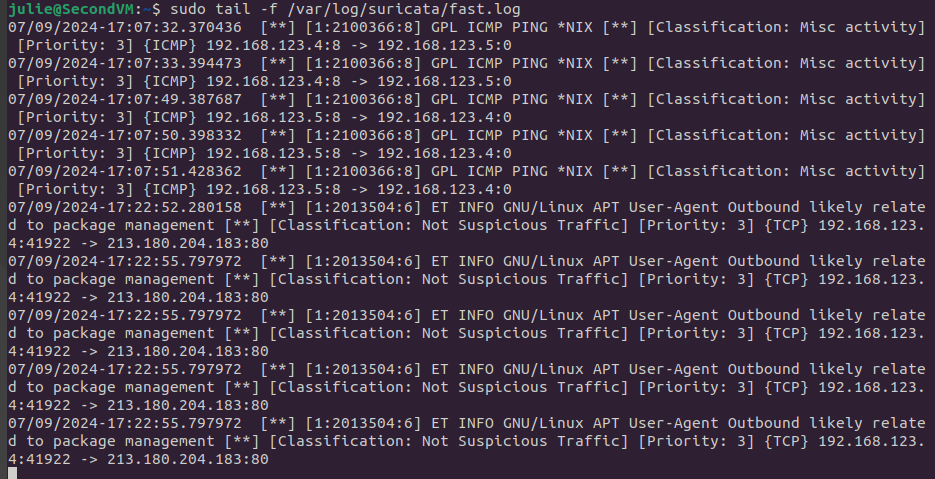 julie@SecondVM:~$ sudo tail -f /var/log/suricata/fast.log
07/09/2024-17:07:32.370436  [**] [1:2100366:8] GPL ICMP PING *NIX [**] [Classification: Misc activity]
 [Priority: 3] {ICMP} 192.168.123.4:8 -> 192.168.123.5:0
07/09/2024-17:07:33.394473  [**] [1:2100366:8] GPL ICMP PING *NIX [**] [Classification: Misc activity]
 [Priority: 3] {ICMP} 192.168.123.4:8 -> 192.168.123.5:0
07/09/2024-17:07:49.387687  [**] [1:2100366:8] GPL ICMP PING *NIX [**] [Classification: Misc activity]
 [Priority: 3] {ICMP} 192.168.123.5:8 -> 192.168.123.4:0
07/09/2024-17:07:50.398332  [**] [1:2100366:8] GPL ICMP PING *NIX [**] [Classification: Misc activity]
 [Priority: 3] {ICMP} 192.168.123.5:8 -> 192.168.123.4:0
07/09/2024-17:07:51.428362  [**] [1:2100366:8] GPL ICMP PING *NIX [**] [Classification: Misc activity]
 [Priority: 3] {ICMP} 192.168.123.5:8 -> 192.168.123.4:0
07/09/2024-17:22:52.280158  [**] [1:2013504:6] ET INFO GNU/Linux APT User-Agent Outbound likely relate
d to package management [**] [Classification: Not Suspicious Traffic] [Priority: 3] {TCP} 192.168.123.
4:41922 -> 213.180.204.183:80
07/09/2024-17:22:55.797972  [**] [1:2013504:6] ET INFO GNU/Linux APT User-Agent Outbound likely relate
d to package management [**] [Classification: Not Suspicious Traffic] [Priority: 3] {TCP} 192.168.123.
4:41922 -> 213.180.204.183:80
07/09/2024-17:22:55.797972  [**] [1:2013504:6] ET INFO GNU/Linux APT User-Agent Outbound likely relate
d to package management [**] [Classification: Not Suspicious Traffic] [Priority: 3] {TCP} 192.168.123.
4:41922 -> 213.180.204.183:80
07/09/2024-17:22:55.797972  [**] [1:2013504:6] ET INFO GNU/Linux APT User-Agent Outbound likely relate
d to package management [**] [Classification: Not Suspicious Traffic] [Priority: 3] {TCP} 192.168.123.
4:41922 -> 213.180.204.183:80
07/09/2024-17:22:55.797972  [**] [1:2013504:6] ET INFO GNU/Linux APT User-Agent Outbound likely relate
d to package management [**] [Classification: Not Suspicious Traffic] [Priority: 3] {TCP} 192.168.123.
4:41922 -> 213.180.204.183:80